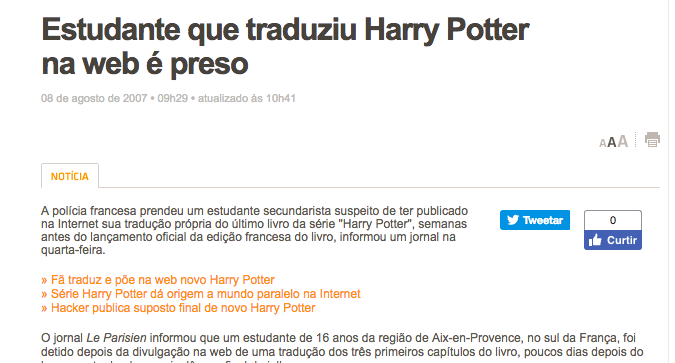 Estudante que traduziu Harry Potter
na web é preso
08 de agosto de 2007 • 09h29 • atualizado às 10h41
AAA
NOTÍCIA
A polícia francesa prendeu um estudante secundarista suspeito de ter publicado
na Internet sua tradução própria do último livro da série "Harry Potter", semanas
antes do lançamento oficial da edição francesa do livro, informou um jornal na
quarta-feira.
Tweetar
0
Curtir
» Fã traduz e põe na web novo Harry Potter
» Série Harry Potter dá origem a mundo paralelo na Internet
» Hacker publica suposto final de novo Harry Potter
O jornal Le Parisien informou que um estudante de 16 anos da região de Aix-en-Provence, no sul da França, foi
detido depois da divulgação na web de uma tradução dos três primeiros capítulos do livro, poucos dias depois do